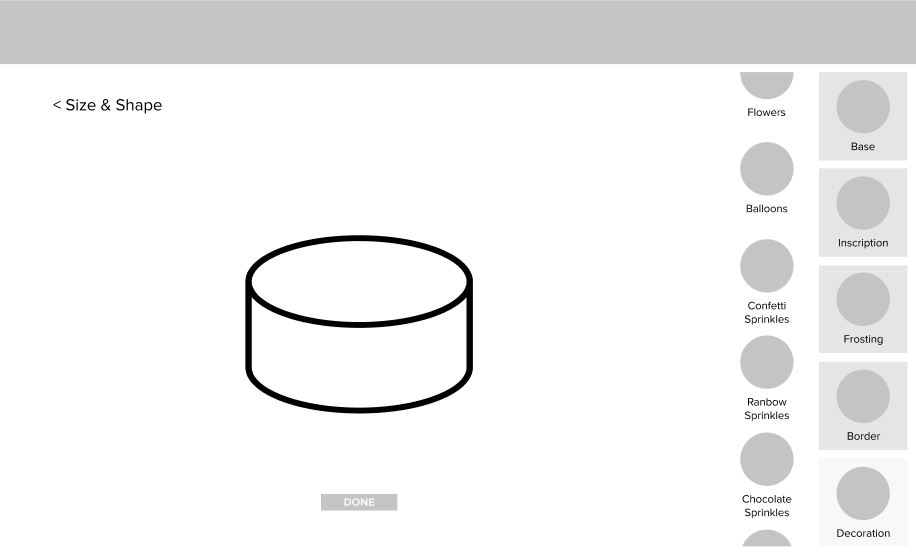 < Size & Shape
Flowers
Balloons
Confetti
Sprinkles
Ranbow
Sprinkles
Chocolate
Sprinkles
Base
Inscription
Frosting
Border
Decoration
DONE